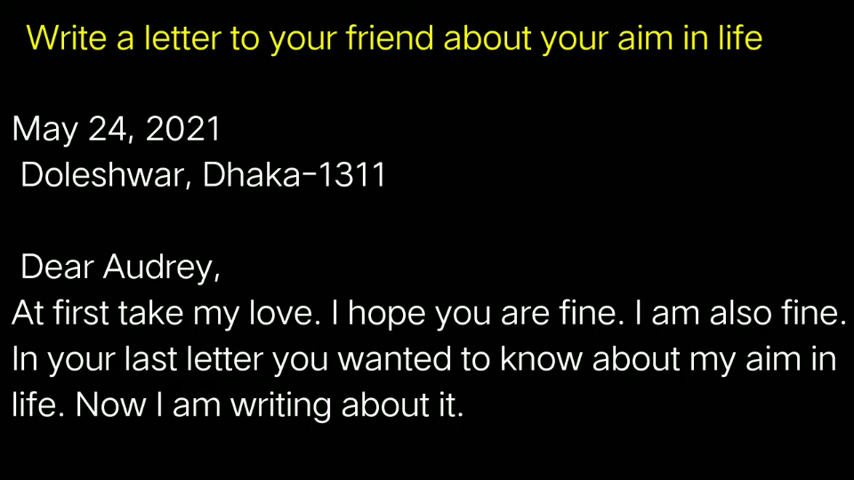 Write a letter to your friend about your aim in life
May 24, 2021
Doleshwar, Dhaka-1311
Dear Audrey,
At first take my love. I hope you are fine. I am also fine.
In your last letter you wanted to know about my aim in
life. Now I am writing about it.